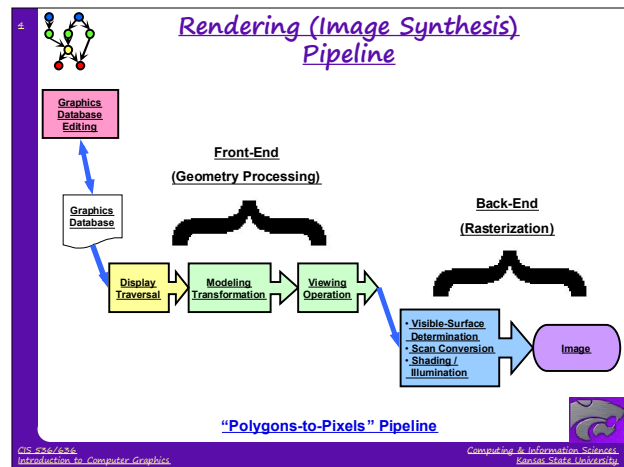 4
Rendering (Image Synthesis)
Pipeline
Graphics
Database
Editing
Front-End
(Geometry Processing)
Graphics
Database
Back-End
(Rasterization)
Display
Traversal
Modeling
Transformation
Viewing
Operation
• Visible-Surface
Determination
• Scan Conversion
• Shading /
Illumination
Image
“Polygons-to-Pixels” Pipeline
CIS 536/636
Introduction to Computer Graphics
Computing & Information Sciences
Kansas State University